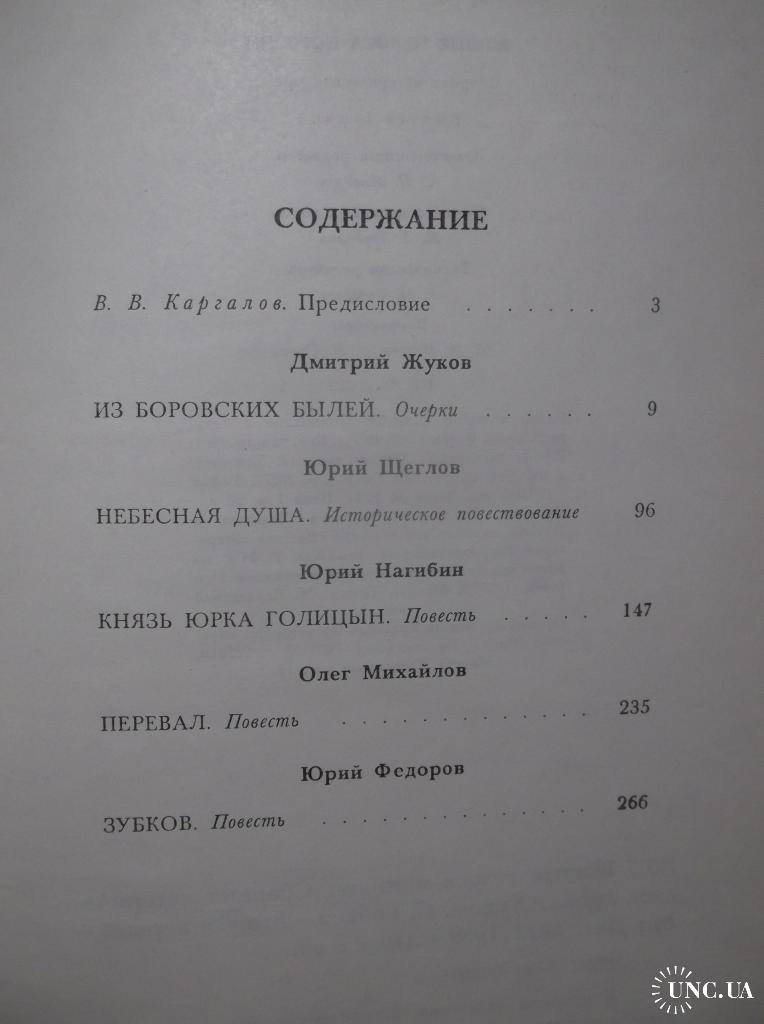 СОДЕРЖАНИЕ
В. В. Каргалов. Предисловие . . . . . . . 3
Дмитрий Жуков
ИЗ БОРОВСКИХ БЫЛЕЙ. Очерки . . . . . . 9
Юрий Щеглов
НЕБЕСНАЯ ДУША. Историческое повествование 96
Юрий Нагибин
КНЯЗЬ ЮРКА ГОЛИЦЫН. Повесть . . . . . 147
Олег Михайлов
ПЕРЕВАЛ. Повесть . . . . . . . . . . . . . 235
Юрий Федоров
ЗУБКОВ. Повесть . . . . . . . . . . . . . . 266
UNC.UA